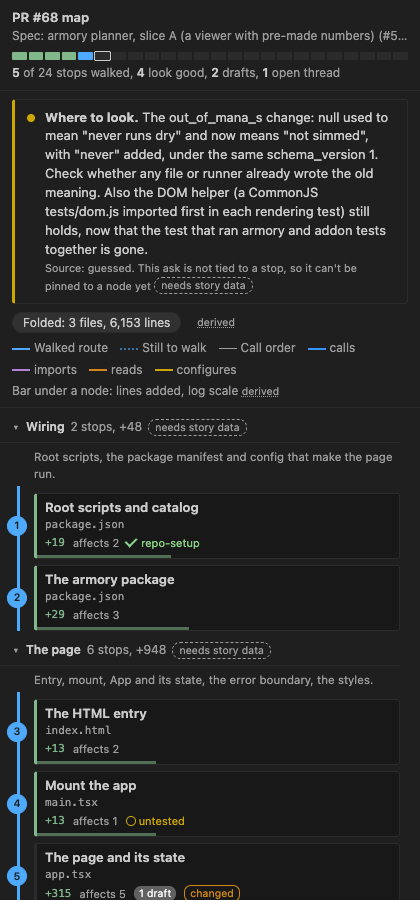 PR #68 map
Spec: armory planner, slice A (a viewer with pre-made numbers) (#5...
5 of 24 stops walked, 4 look good, 2 drafts, 1 open thread
Where to look. The out_of_mana_s change: null used to
mean "never runs dry" and now means "not simmed",
with "never" added, under the same schema_version 1.
Check whether any file or runner already wrote the old
meaning. Also the DOM helper (a CommonJS
tests/dom.js imported first in each rendering test) still
holds, now that the test that ran armory and addon tests
together is gone.
Source: guessed. This ask is not tied to a stop, so it can't be
pinned to a node yet needs story data
Folded: 3 files, 6,153 lines derived
Walked route Still to walk Call order calls
imports reads configures
Bar under a node: lines added, log scale derived
▾ Wiring 2 stops, +48 needs story data
Root scripts, the package manifest and config that make the page
run.
1
Root scripts and catalog
package.json
+19 affects 2 ✓ repo-setup
2
The armory package
package.json
+29 affects 3
▾ The page 6 stops, +948 needs story data
Entry, mount, App and its state, the error boundary, the styles.
3
The HTML entry
index.html
+13 affects 2
4
Mount the app
main.tsx
+13 affects 1 untested
5
The page and its state
app.tsx
+315 affects 5 1 draft changed